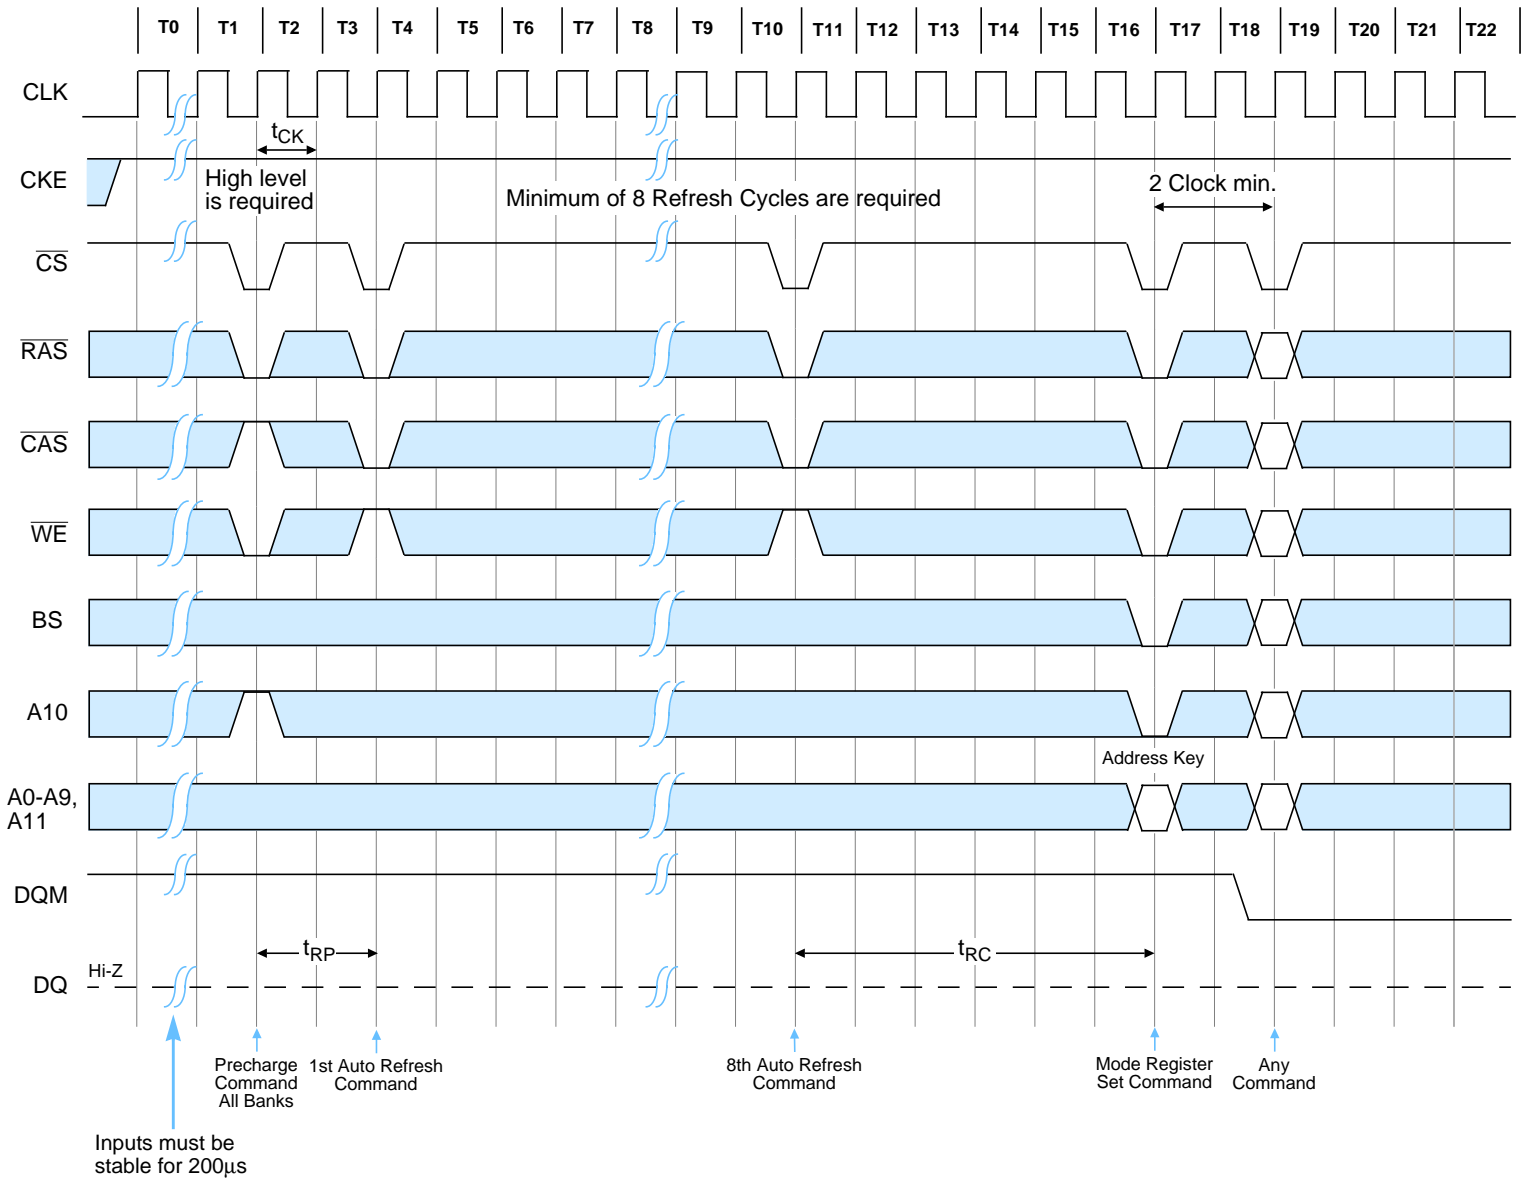 T0 T1 T2 T3 T4 T5 T6 T7 T8 T9 T10 T11 T12 T13 T14 T15 T16 T17 T18 T19 T20 T21 T22
CLK
tCK
CKE
High level
is required
Minimum of 8 Refresh Cycles are required
2 Clock min.
CS
RAS
CAS
WE
BS
A10
Address Key
A0-A9,
A11
DQM
tRP
tRC
Hi-Z
DQ
Precharge
Command
All Banks
1st Auto Refresh
Command
8th Auto Refresh
Command
Mode Register
Set Command
Any
Command
Inputs must be
stable for 200μs